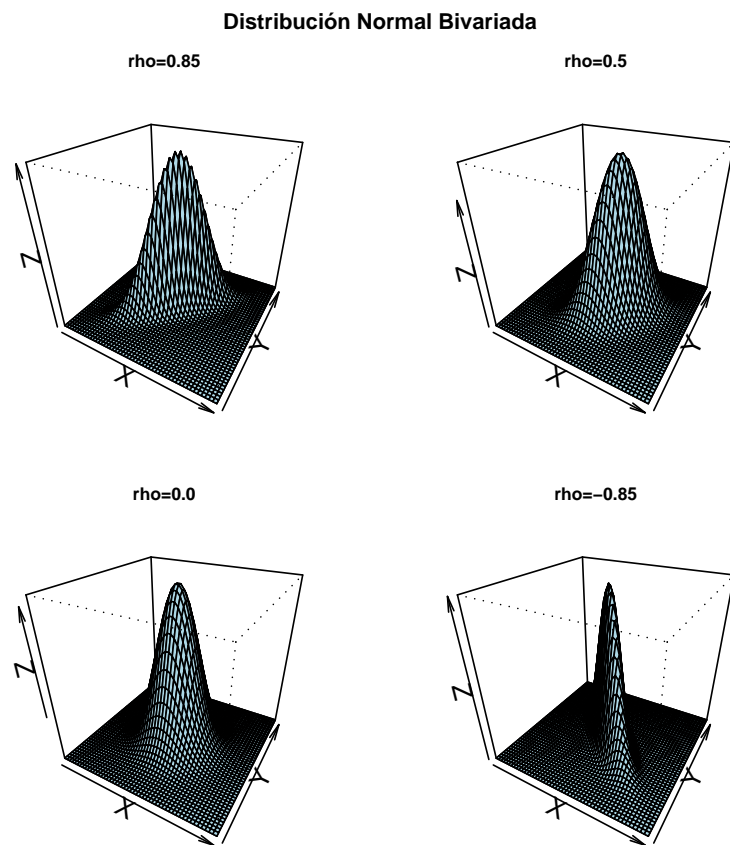 Distribución Normal Bivariada
rho=0.85
rho=0.5
Z
X
Y
Z
X
Y
rho=0.0
rho=−0.85
Z
X
Y
Z
X
Y